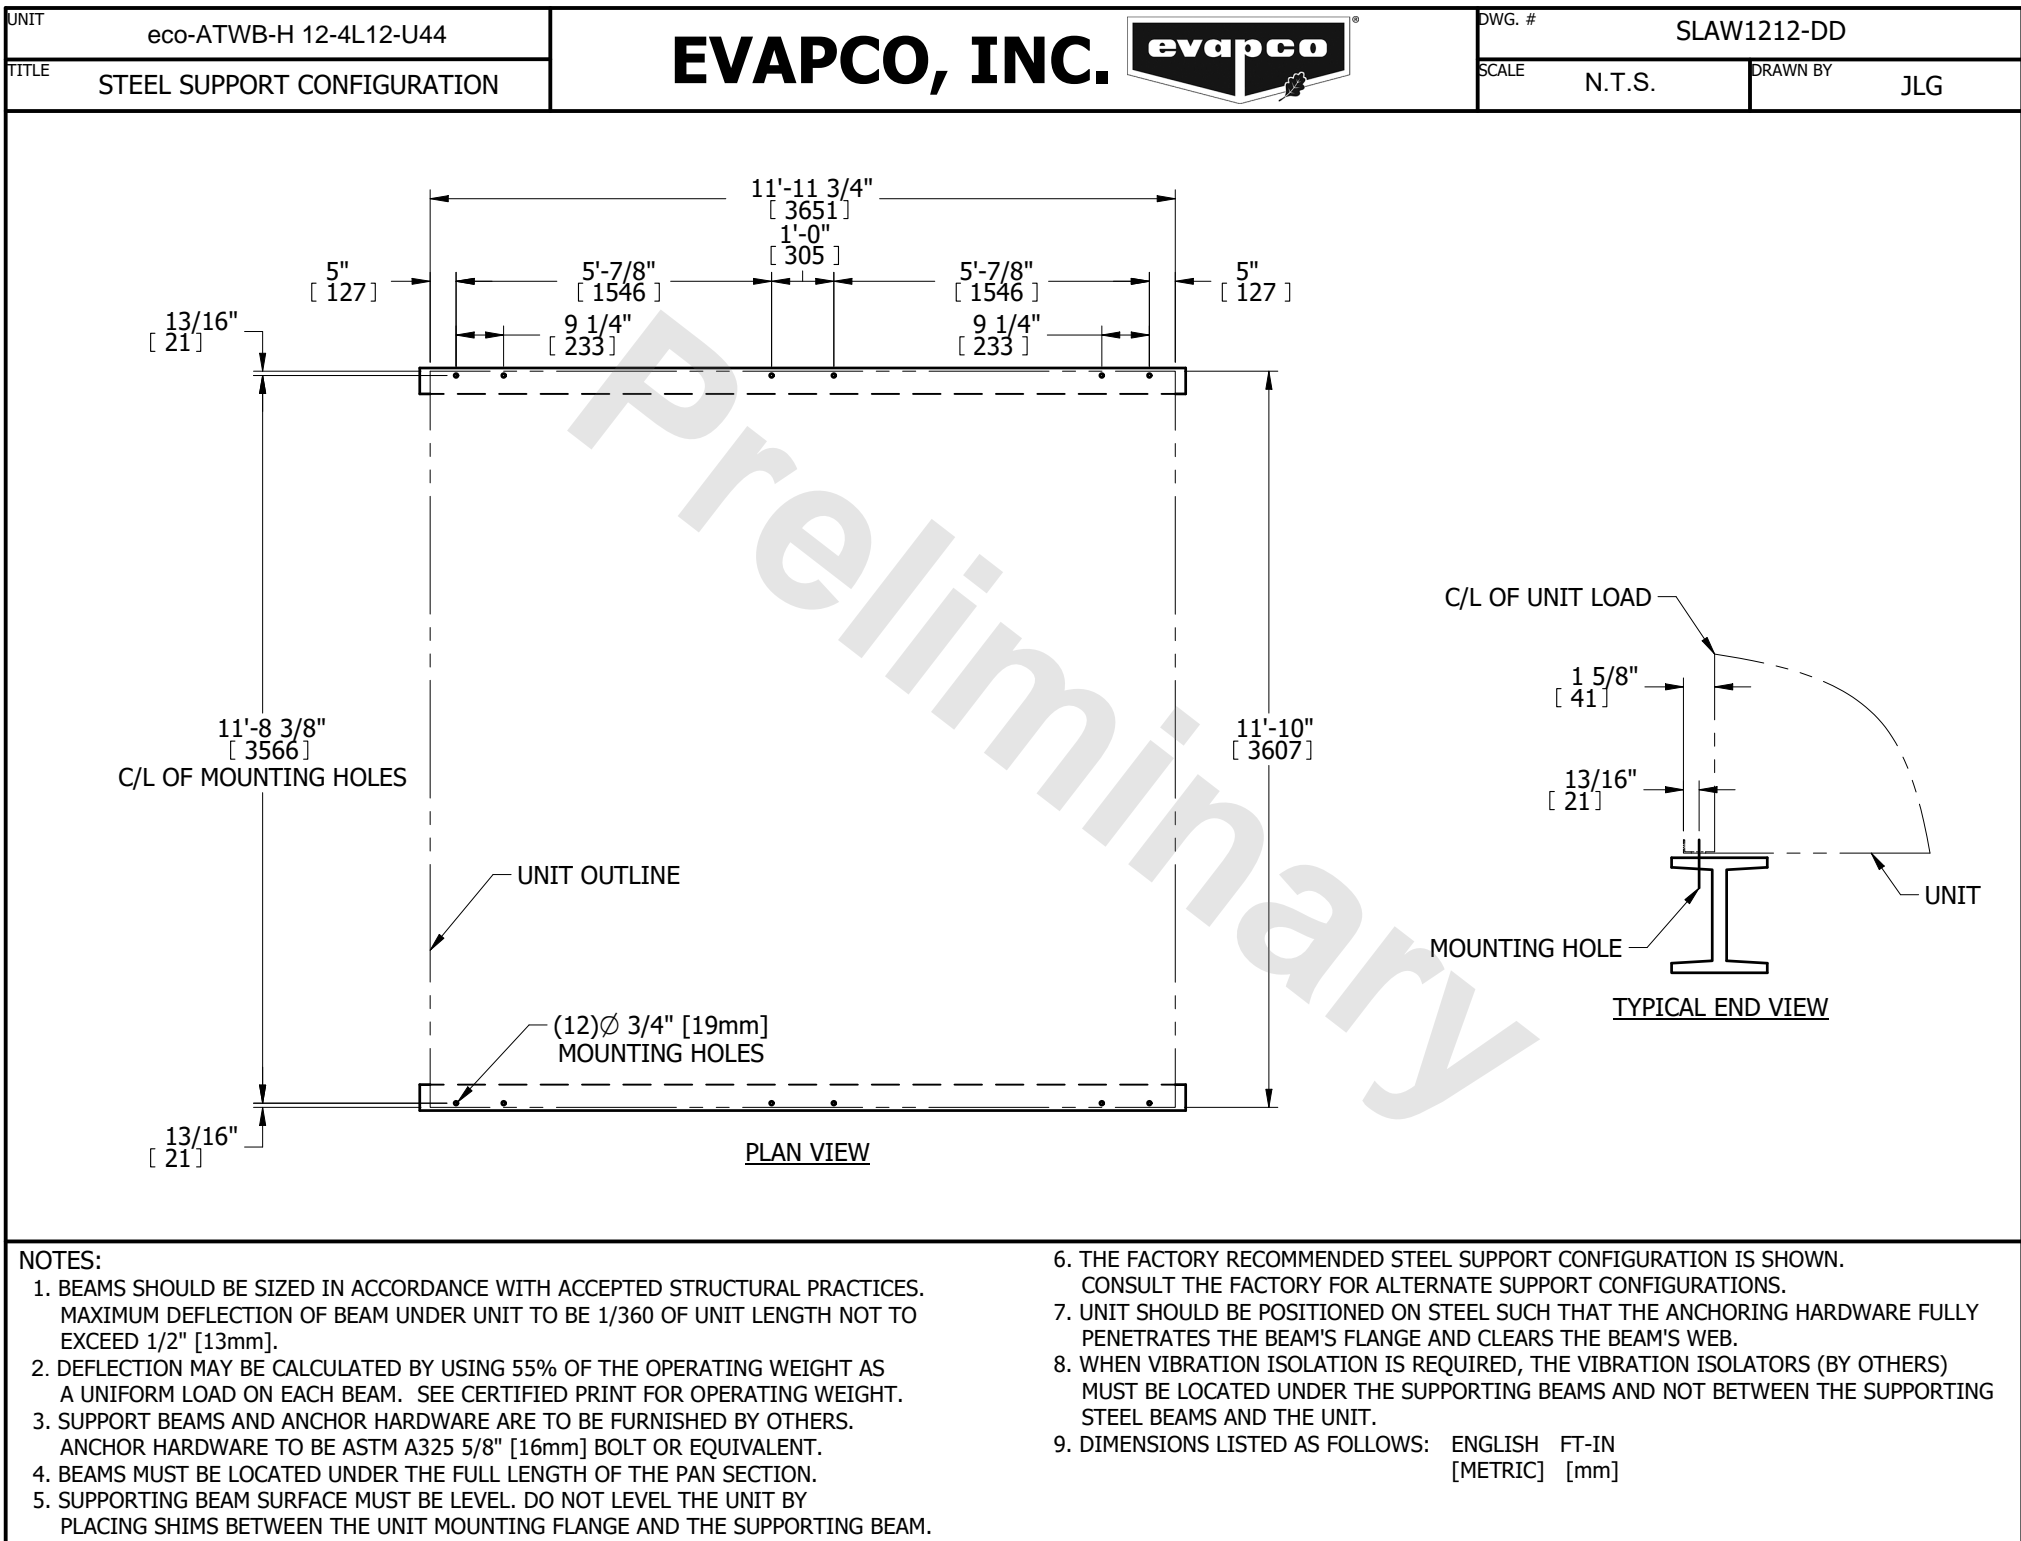 UNIT
eco-ATWB-H 12-4L12-U44
TITLE
STEEL SUPPORT CONFIGURATION
EVAPCO, INC.
evapco
®
DWG. #
SLAW1212-DD
SCALE
N.T.S.
DRAWN BY
JLG
11'-11 3/4"
[ 3651]
1'-0"
[ 305 ]
5"
[ 127]
5'-7/8"
[ 1546 ]
5'-7/8"
[ 1546 ]
5"
[ 127 ]
13/16"
[ 21]
9 1/4"
[ 233]
9 1/4"
[ 233 ]
Preliminary
11'-8 3/8"
[ 3566]
C/L OF MOUNTING HOLES
11'-10"
[ 3607]
UNIT OUTLINE
(12)∅ 3/4" [19mm]
MOUNTING HOLES
13/16"
[ 21]
PLAN VIEW
C/L OF UNIT LOAD
1 5/8"
[ 41]
13/16"
[ 21]
UNIT
MOUNTING HOLE
TYPICAL END VIEW
NOTES:
1. BEAMS SHOULD BE SIZED IN ACCORDANCE WITH ACCEPTED STRUCTURAL PRACTICES.
MAXIMUM DEFLECTION OF BEAM UNDER UNIT TO BE 1/360 OF UNIT LENGTH NOT TO
EXCEED 1/2" [13mm].
2. DEFLECTION MAY BE CALCULATED BY USING 55% OF THE OPERATING WEIGHT AS
A UNIFORM LOAD ON EACH BEAM. SEE CERTIFIED PRINT FOR OPERATING WEIGHT.
3. SUPPORT BEAMS AND ANCHOR HARDWARE ARE TO BE FURNISHED BY OTHERS.
ANCHOR HARDWARE TO BE ASTM A325 5/8" [16mm] BOLT OR EQUIVALENT.
4. BEAMS MUST BE LOCATED UNDER THE FULL LENGTH OF THE PAN SECTION.
5. SUPPORTING BEAM SURFACE MUST BE LEVEL. DO NOT LEVEL THE UNIT BY
PLACING SHIMS BETWEEN THE UNIT MOUNTING FLANGE AND THE SUPPORTING BEAM.
6. THE FACTORY RECOMMENDED STEEL SUPPORT CONFIGURATION IS SHOWN.
CONSULT THE FACTORY FOR ALTERNATE SUPPORT CONFIGURATIONS.
7. UNIT SHOULD BE POSITIONED ON STEEL SUCH THAT THE ANCHORING HARDWARE FULLY
PENETRATES THE BEAM'S FLANGE AND CLEARS THE BEAM'S WEB.
8. WHEN VIBRATION ISOLATION IS REQUIRED, THE VIBRATION ISOLATORS (BY OTHERS)
MUST BE LOCATED UNDER THE SUPPORTING BEAMS AND NOT BETWEEN THE SUPPORTING
STEEL BEAMS AND THE UNIT.
9. DIMENSIONS LISTED AS FOLLOWS: ENGLISH FT-IN
[METRIC] [mm]